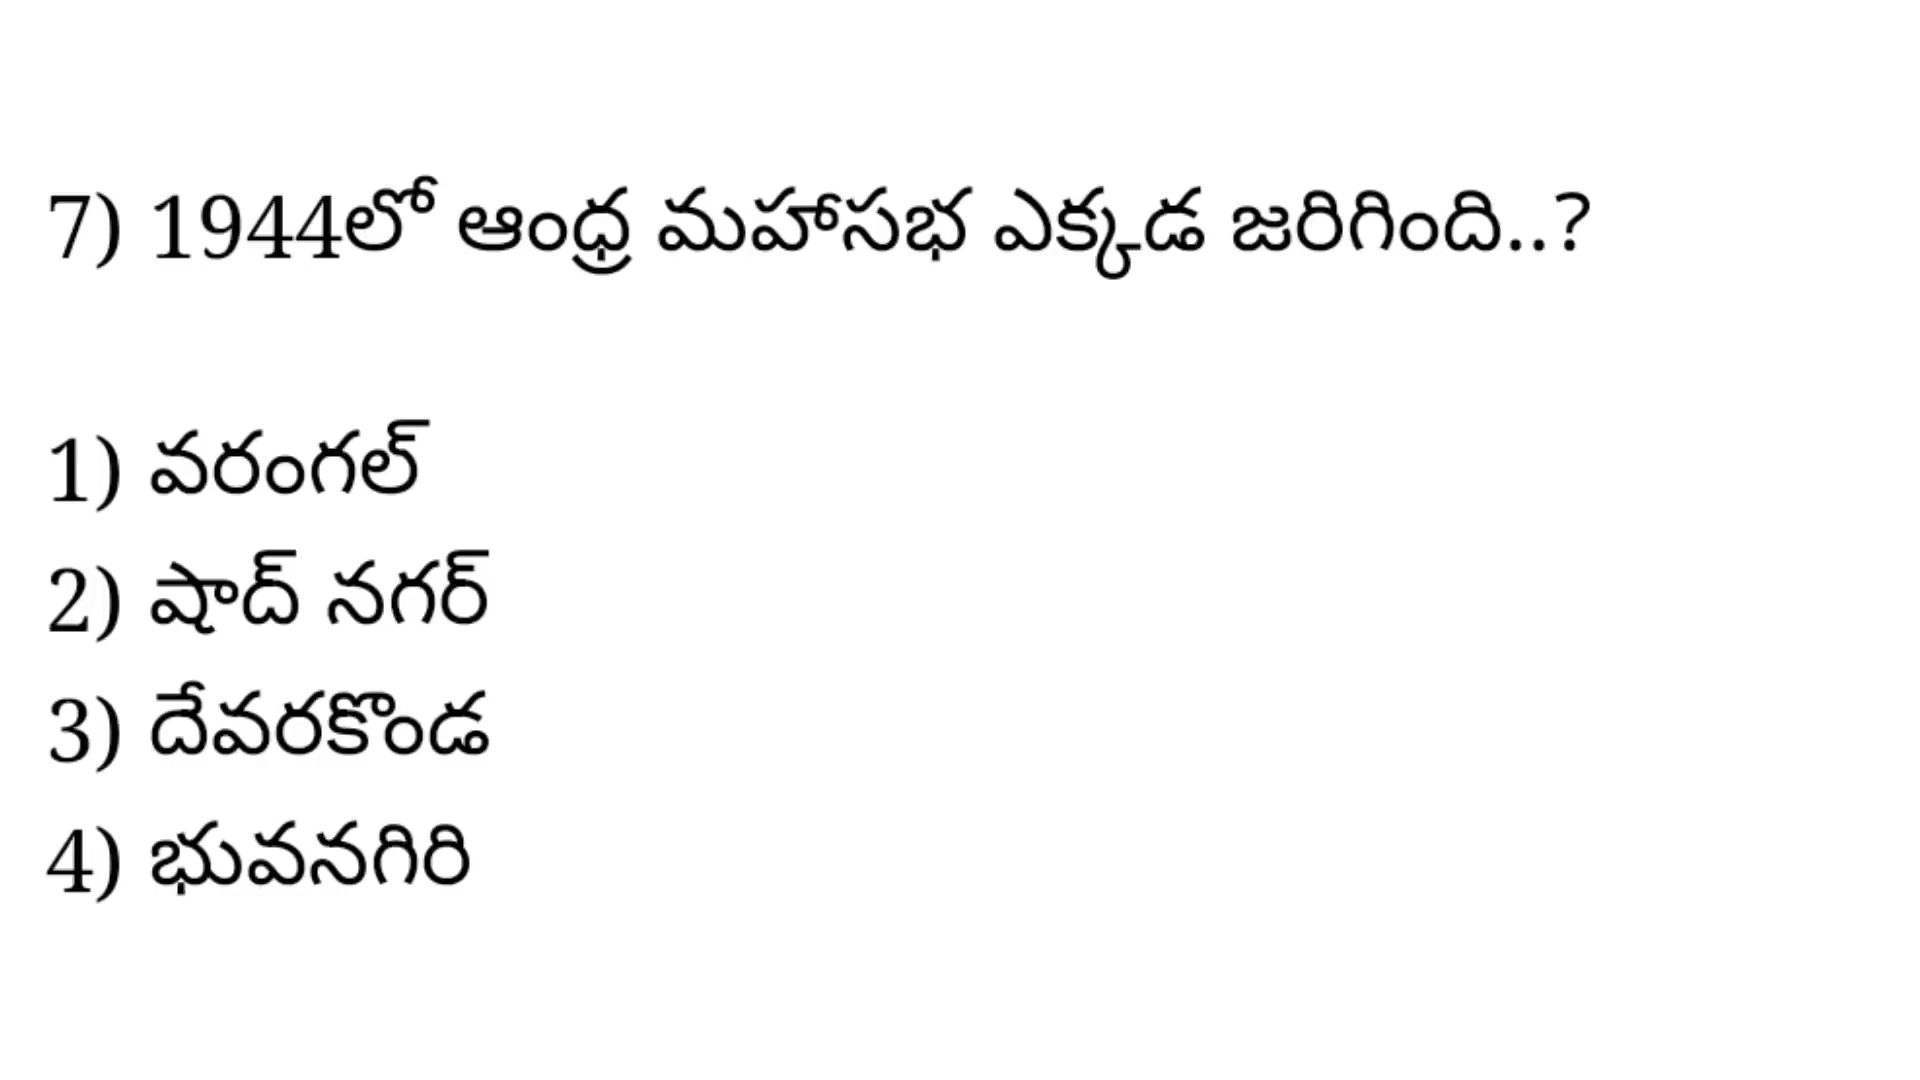 7) 1944లో ఆంధ్ర మహాసభ ఎక్కడ జరిగింది..?
1) వరంగల్
2) షాద్ నగర్
3) దేవరకొండ
4) భువనగిరి